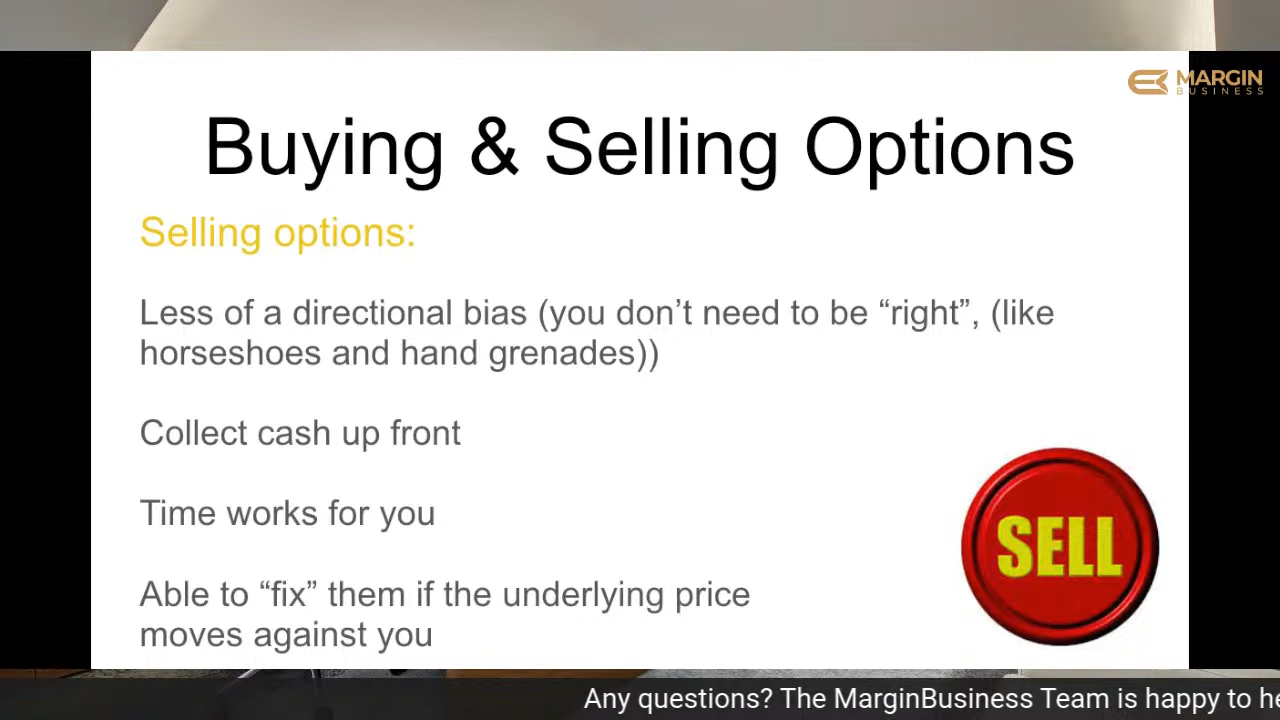 MARGIN
BUSINESS
Buying & Selling Options
Selling options:
Less of a directional bias (you don’t need to be “right”, (like
horseshoes and hand grenades))
Collect cash up front
Time works for you
Able to “fix” them if the underlying price
moves against you
SELL
Any questions? The MarginBusiness Team is happy to he